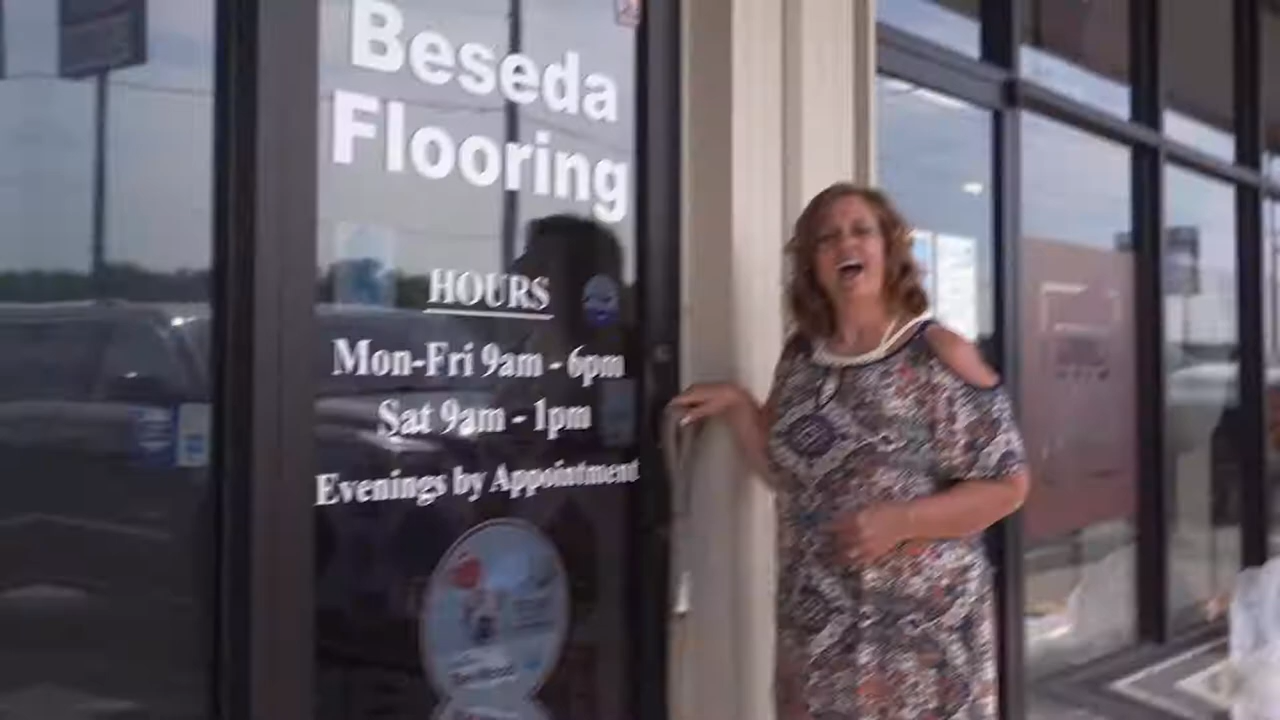 Beseda
Flooring
HOURS
Mon-Fri 9am - 6pm
Sat 9am - 1pm
Evenings by Appointment